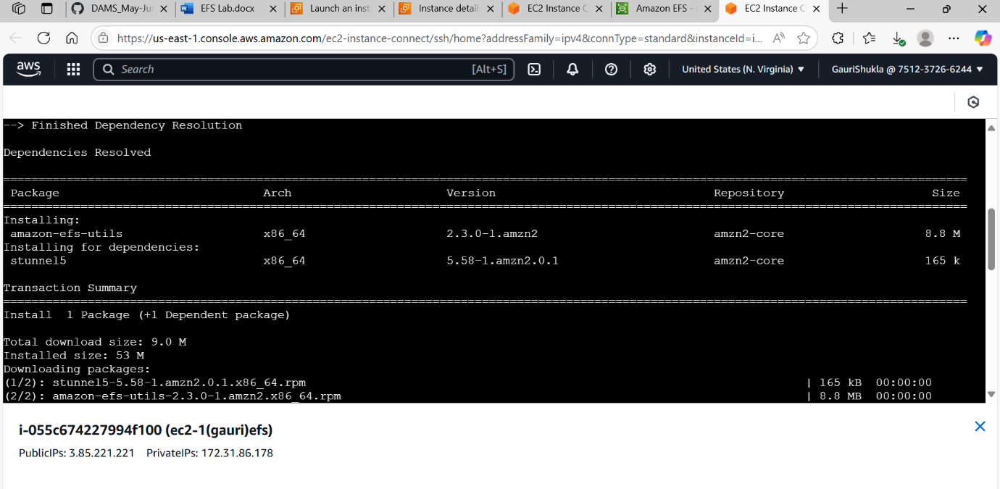 DAMS_May-Ju
EFS Lab.docx
Launch an inst
Instance detail
EC2 Instance C
Amazon EFS -
EC2 Instance C
https://us-east-1.console.aws.amazon.com/ec2-instance-connect/ssh/home?addressFamily=ipv4&connType=standard&instanceId=i...
aws
Search
[Alt+S]
United States (N. Virginia)
GauriShukla @ 7512-3726-6244
--> Finished Dependency Resolution
Dependencies Resolved
Package Arch Version Repository Size
Installing:
amazon-efs-utils x86_64 2.3.0-1.amzn2 amzn2-core 8.8 M
Installing for dependencies:
stunnel5 x86_64 5.58-1.amzn2.0.1 amzn2-core 165 k
Transaction Summary
Install 1 Package (+1 Dependent package)
Total download size: 9.0 M
Installed size: 53 M
Downloading packages:
(1/2): stunnel5-5.58-1.amzn2.0.1.x86_64.rpm | 165 kB 00:00:00
(2/2): amazon-efs-utils-2.3.0-1.amzn2.x86_64.rpm | 8.8 MB 00:00:00
i-055c674227994f100 (ec2-1(gauri)efs)
PublicIPs: 3.85.221.221 PrivateIPs: 172.31.86.178